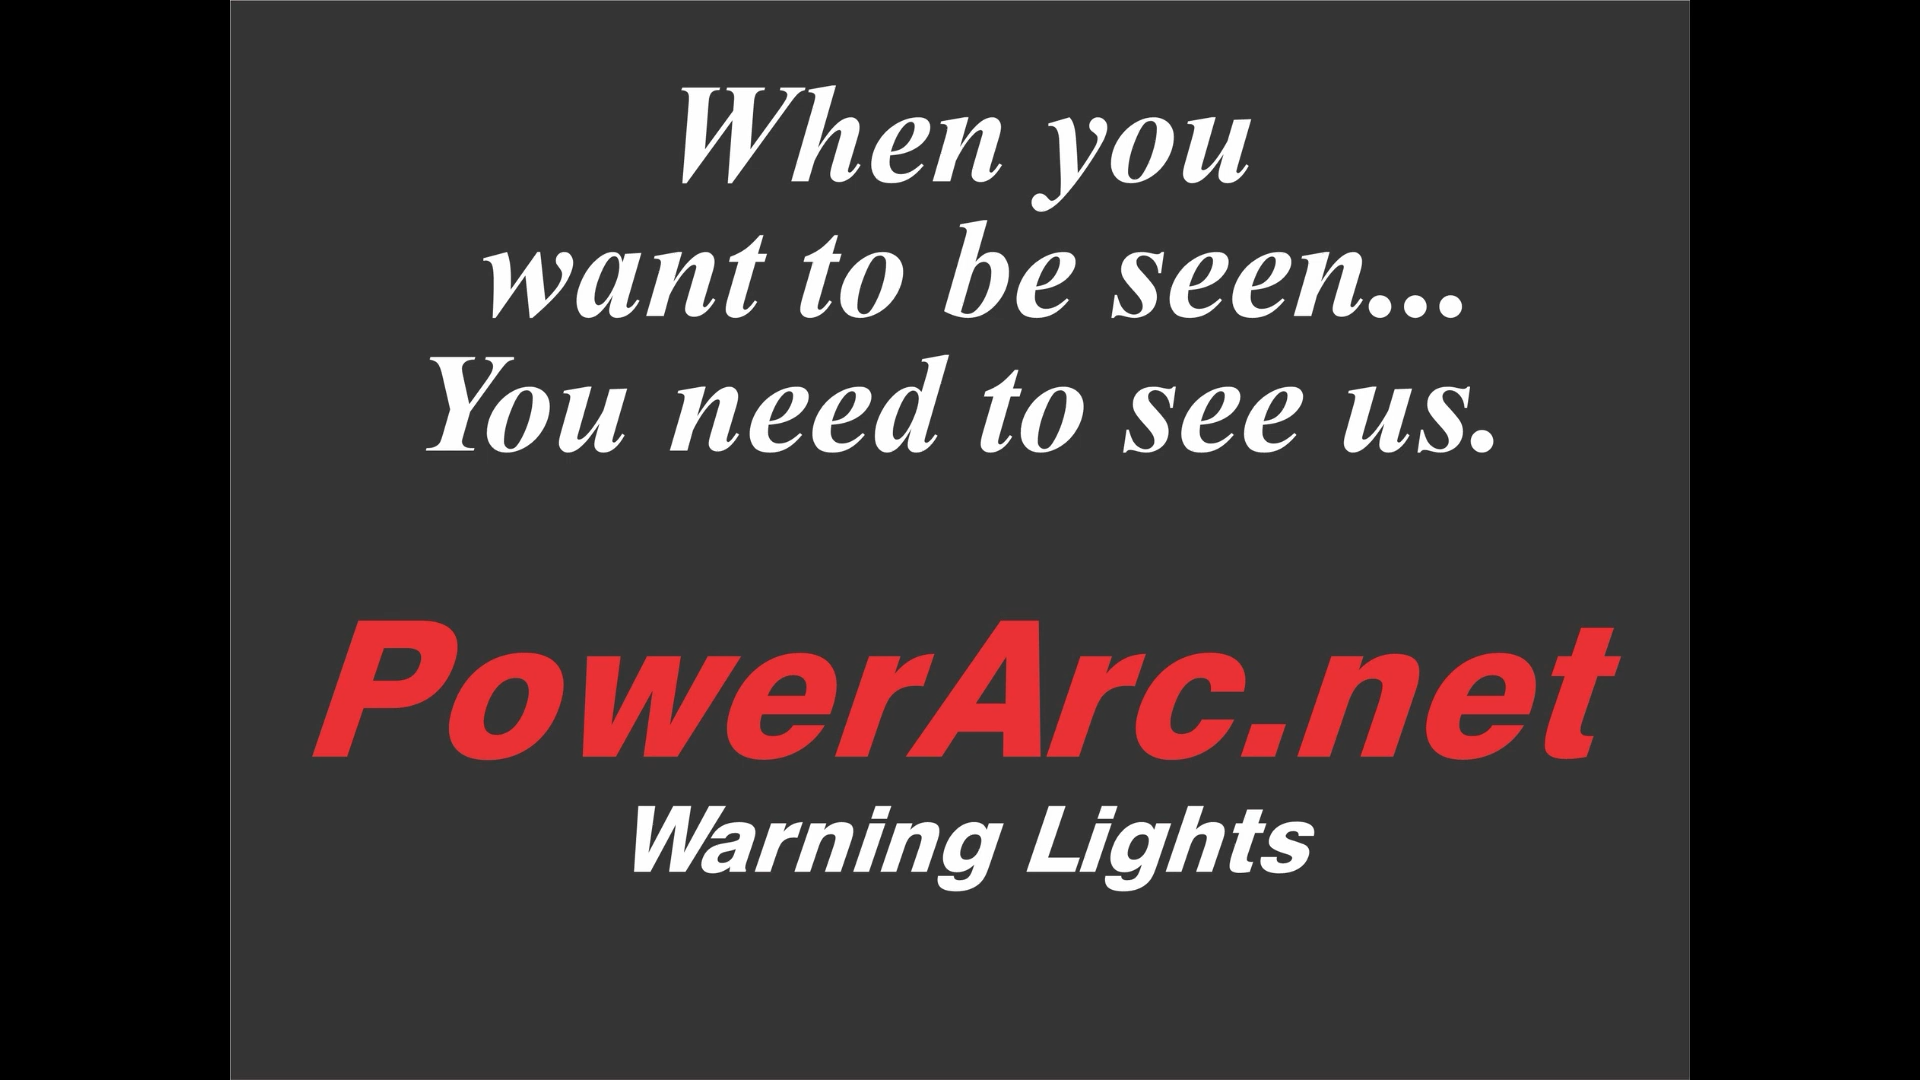 When you
want to be seen...
You need to see us.
PowerArc.net
Warning Lights